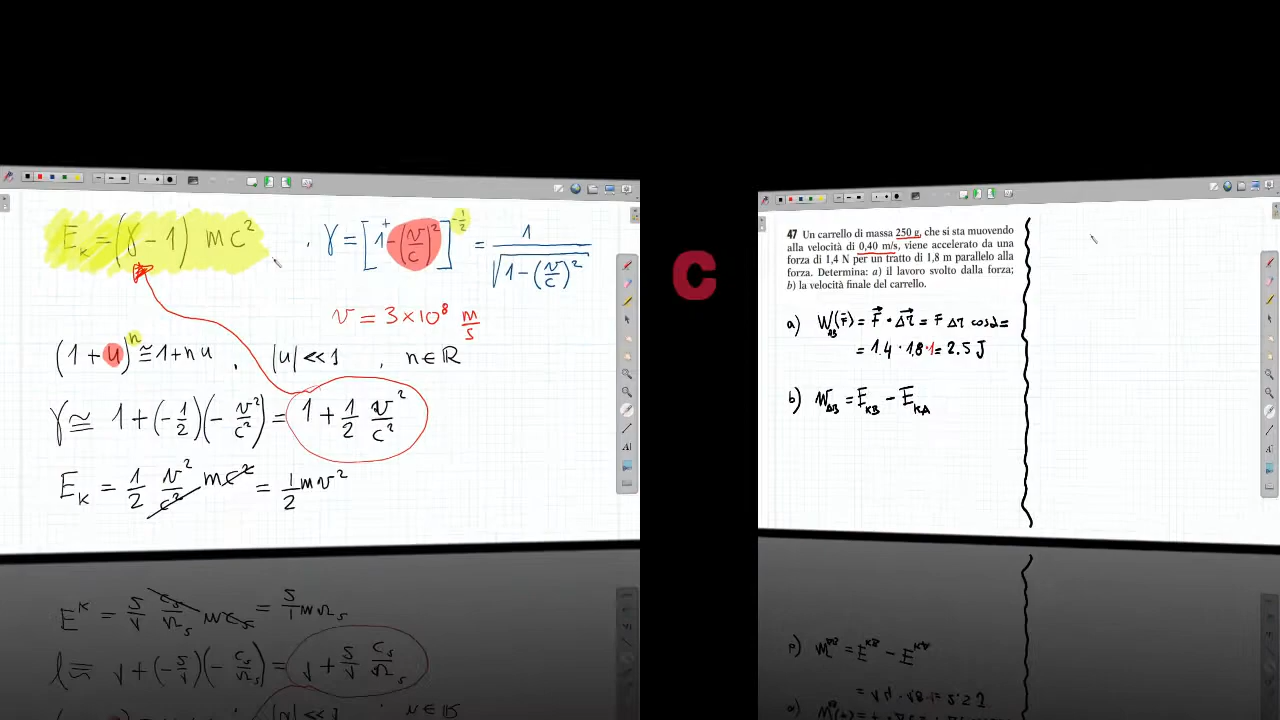 E_K = (γ - 1) mc²
γ = [1 - (v/c)²]^(-1/2) = 1/√(1 - (v/c)²)
v = 3 × 10⁸ m/s
(1 + u)ⁿ ≅ 1 + n u , |u| << 1 , n ∈ ℝ
γ ≅ 1 + (-1/2)(-v²/c²) = 1 + 1/2 v²/c²
E_K = 1/2 v²/c² mc² = 1/2 mv²
C
47 Un carrello di massa 250 g, che si sta muovendo
alla velocità di 0,40 m/s, viene accelerato da una
forza di 1,4 N per un tratto di 1,8 m parallelo alla
forza. Determina: a) il lavoro svolto dalla forza;
b) la velocità finale del carrello.
a) W_AB(F⃗) = F⃗ · Δr⃗ = F Δr cosα =
= 1.4 · 1.8 · 1 = 2.5 J
b) W_AB = E_KB - E_KA